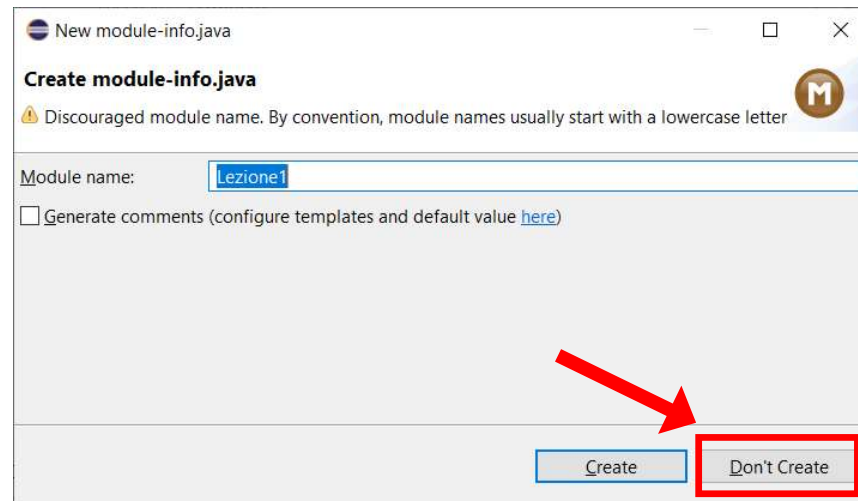 New module-info.java
Create module-info.java
M
Discouraged module name. By convention, module names usually start with a lowercase letter
Module name: Lezione1
Generate comments (configure templates and default value here)
Create Don't Create